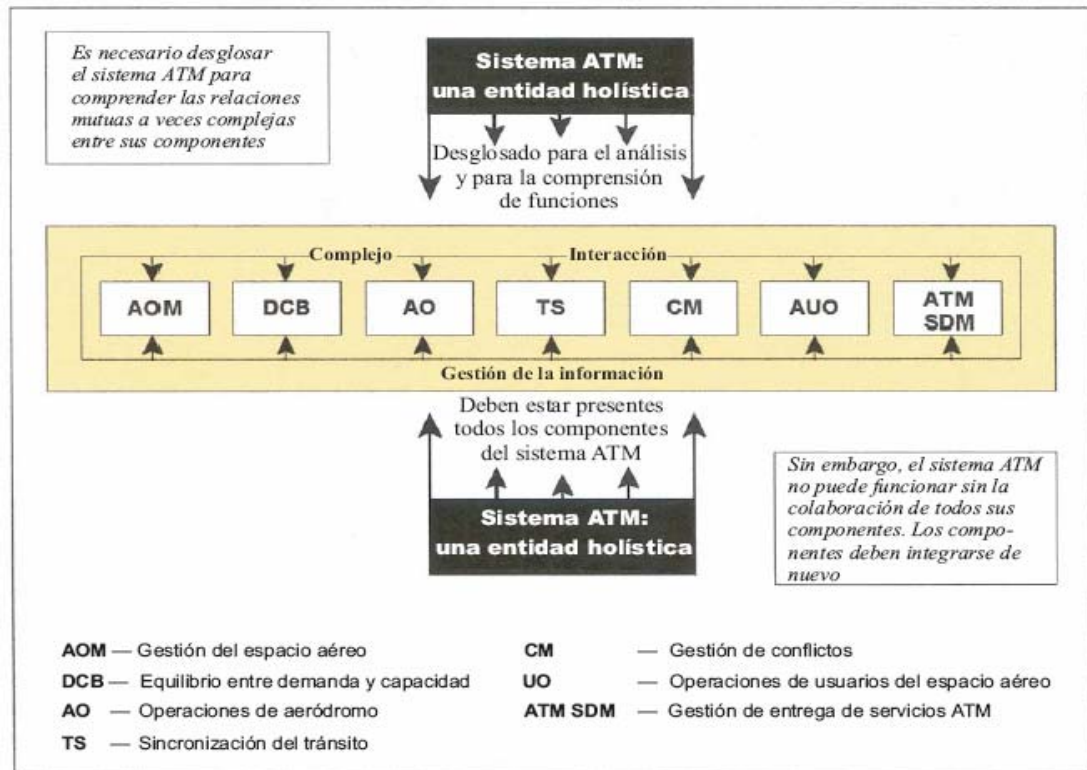 Es necesario desglosar
el sistema ATM para
comprender las relaciones
mutuas a veces complejas
entre sus componentes
Sistema ATM:
una entidad holística
Desglosado para el análisis
y para la comprensión
de funciones
Complejo
Interacción
AOM
DCB
AO
TS
CM
AUO
ATM
SDM
Gestión de la información
Deben estar presentes
todos los componentes
del sistema ATM
Sistema ATM:
una entidad holística
Sin embargo, el sistema ATM
no puede funcionar sin la
colaboración de todos sus
componentes. Los compo-
nentes deben integrarse de
nuevo
AOM — Gestión del espacio aéreo
DCB — Equilibrio entre demanda y capacidad
AO — Operaciones de aeródromo
TS — Sincronización del tránsito
CM — Gestión de conflictos
UO — Operaciones de usuarios del espacio aéreo
ATM SDM — Gestión de entrega de servicios ATM